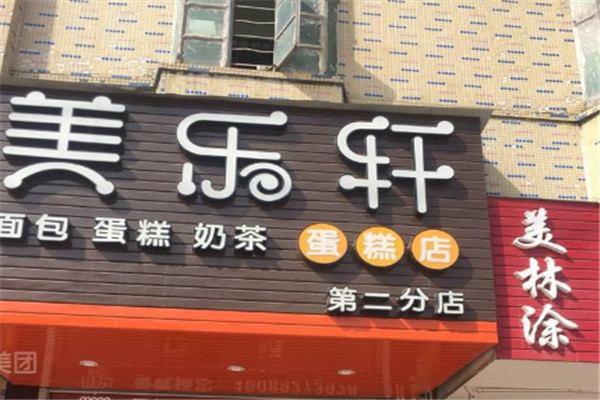 美乐轩
面包 蛋糕 奶茶 蛋糕店
第二分店
美林涂
美团